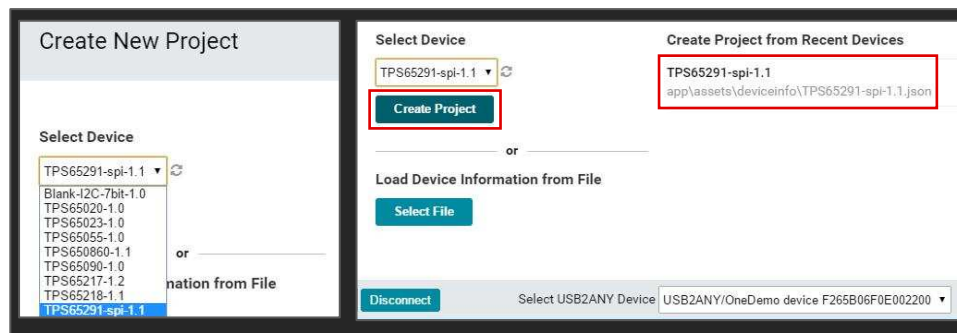 Create New Project
Select Device
TPS65291-spi-1.1
Blank-I2C-7bit-1.0
TPS65020-1.0
TPS65023-1.0
TPS65055-1.0
TPS650860-1.1
TPS65090-1.0
TPS65217-1.2
TPS65218-1.1
TPS65291-spi-1.1
or
mation from File
Select Device
TPS65291-spi-1.1
Create Project
or
Load Device Information from File
Select File
Create Project from Recent Devices
TPS65291-spi-1.1
app\assets\deviceinfo\TPS65291-spi-1.1.json
Disconnect
Select USB2ANY Device
USB2ANY/OneDemo device F265B06F0E002200